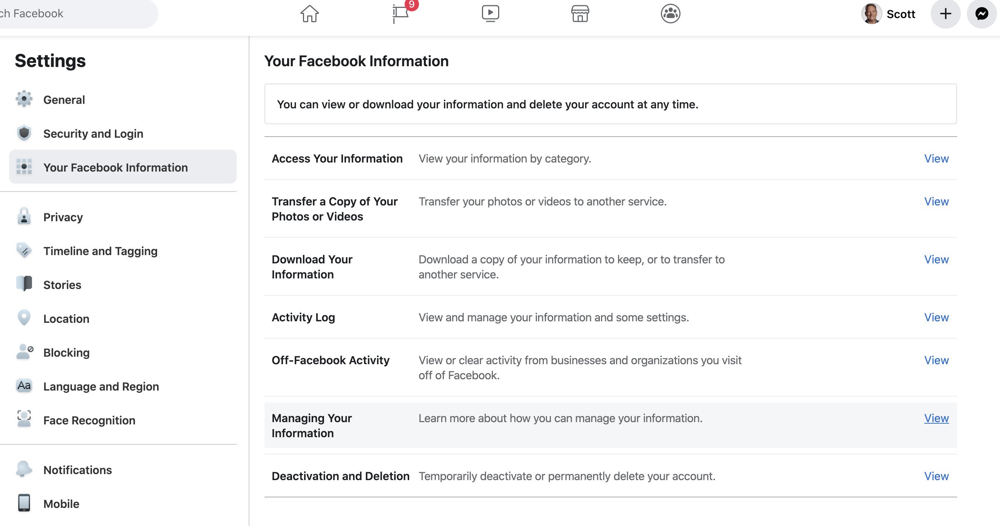 ch Facebook
9
Scott
Settings
General
Security and Login
Your Facebook Information
Privacy
Timeline and Tagging
Stories
Location
Blocking
Aa
Language and Region
Face Recognition
Notifications
Mobile
Your Facebook Information
You can view or download your information and delete your account at any time.
Access Your Information
View your information by category.
View
Transfer a Copy of Your
Photos or Videos
Transfer your photos or videos to another service.
View
Download Your
Information
Download a copy of your information to keep, or to transfer to
another service.
View
Activity Log
View and manage your information and some settings.
View
Off-Facebook Activity
View or clear activity from businesses and organizations you visit
off of Facebook.
View
Managing Your
Information
Learn more about how you can manage your information.
View
Deactivation and Deletion
Temporarily deactivate or permanently delete your account.
View